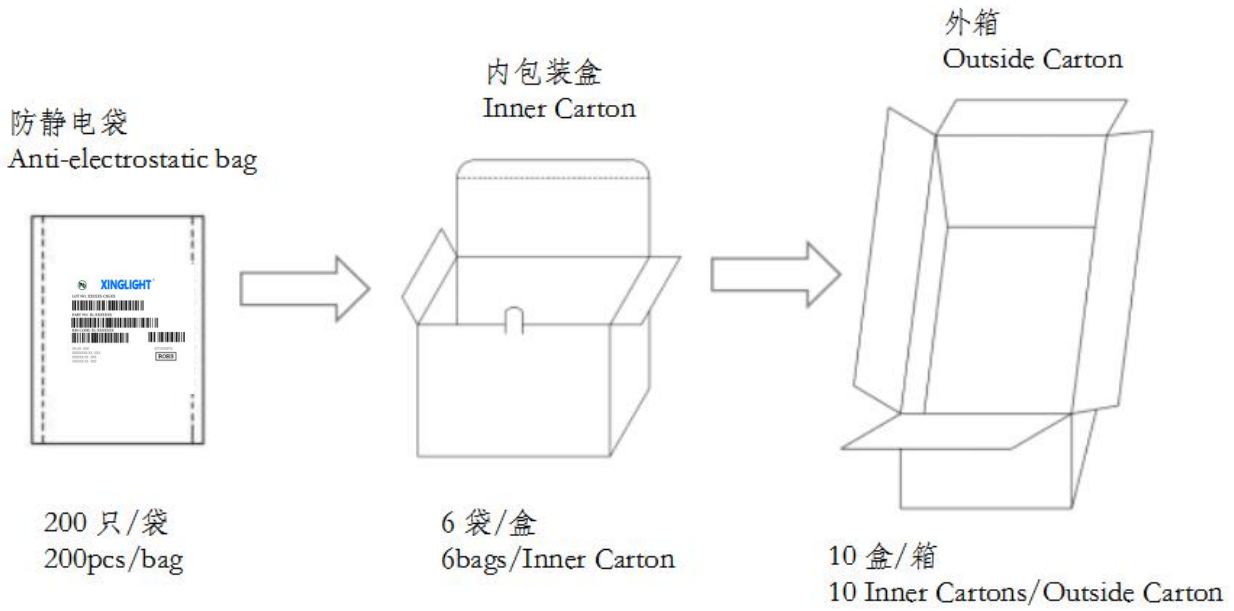 外箱
Outside Carton
内包装盒
Inner Carton
防静电袋
Anti-electrostatic bag
XINGLIGHT
ROHS
200 只/袋
200pcs/bag
6 袋/盒
6bags/Inner Carton
10 盒/箱
10 Inner Cartons/Outside Carton